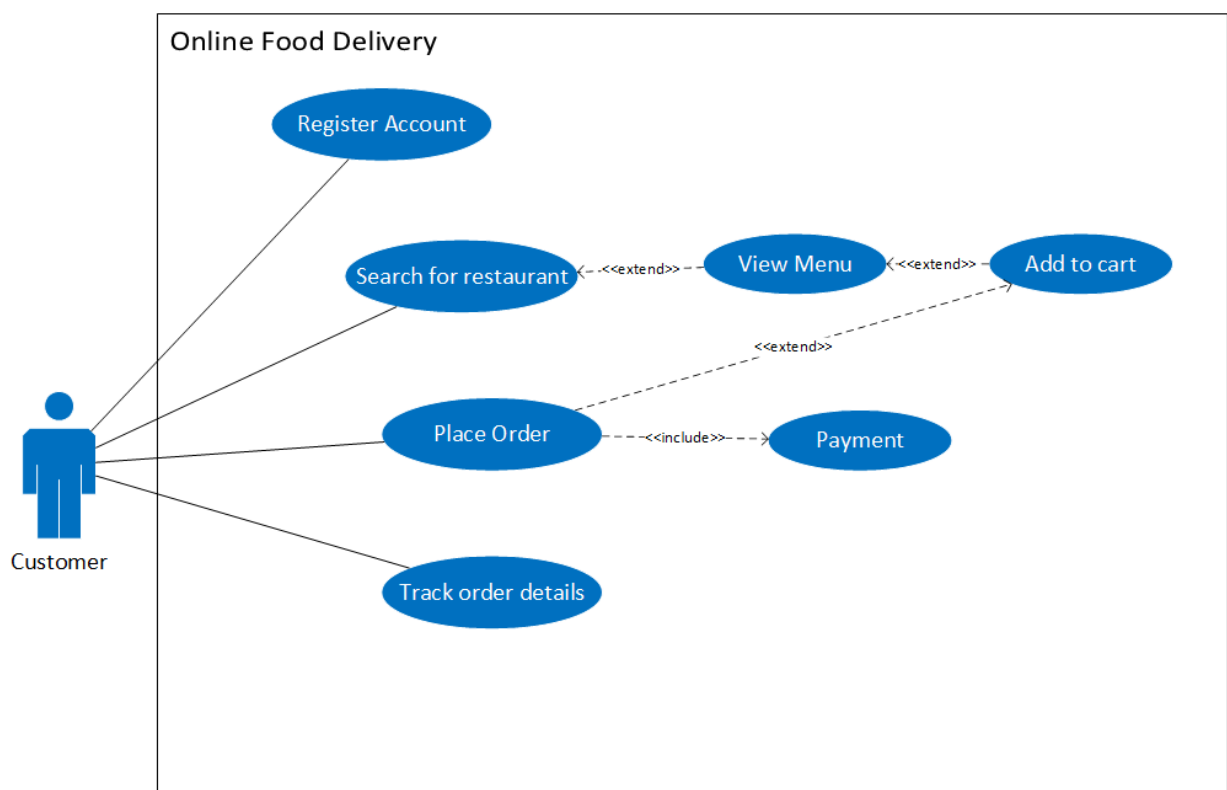 Online Food Delivery
Register Account
Search for restaurant
<<extend>>
View Menu
<<extend>>
Add to cart
<<extend>>
Place Order
<<include>>
Payment
Customer
Track order details